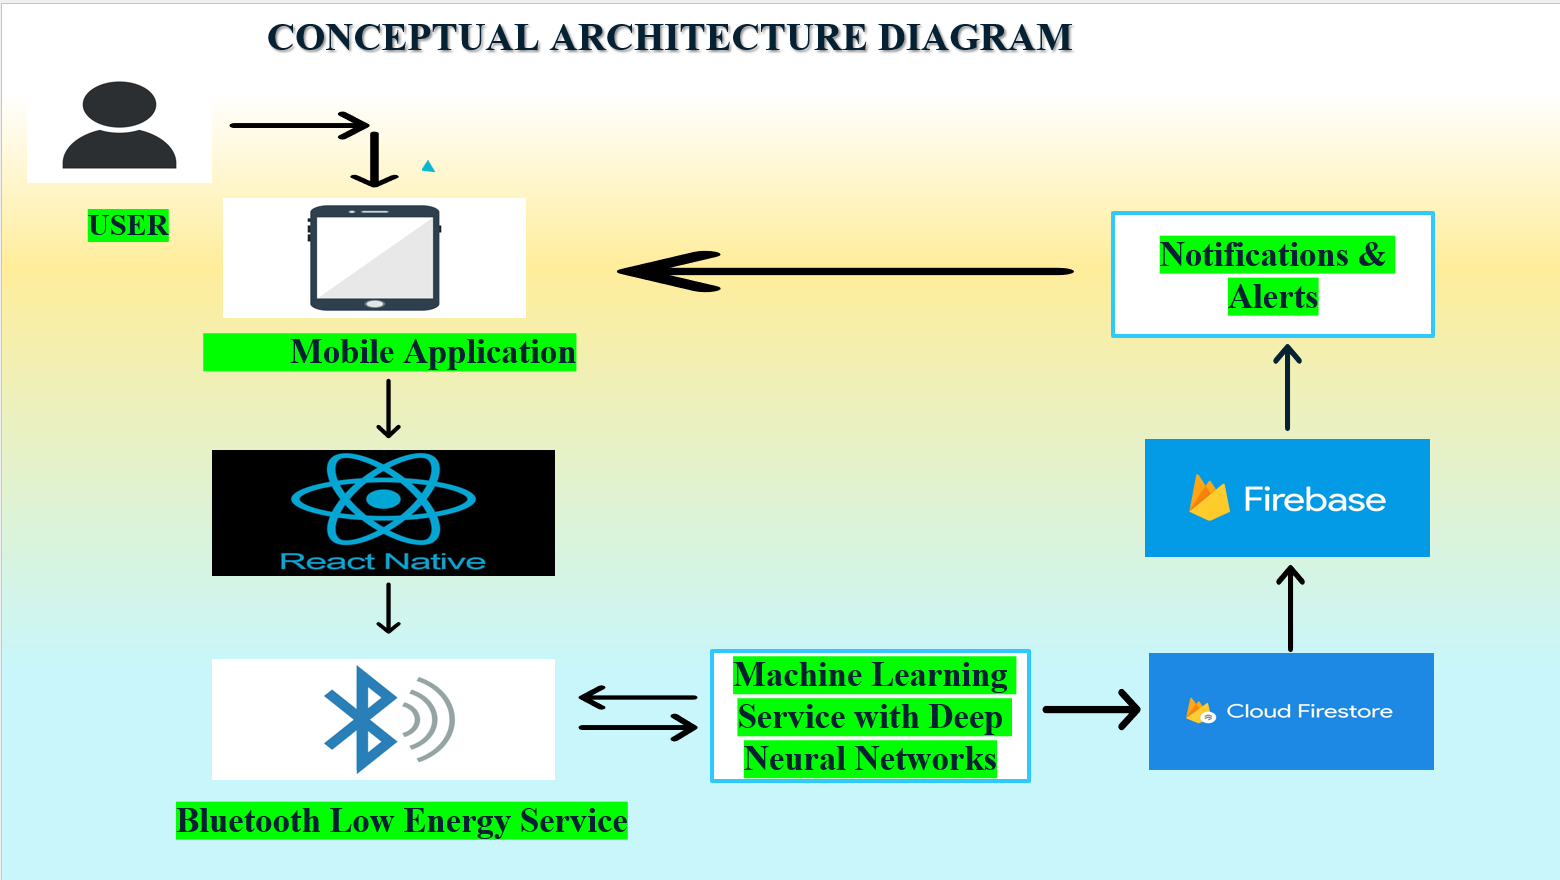 CONCEPTUAL ARCHITECTURE DIAGRAM
USER
Mobile Application
React Native
Bluetooth Low Energy Service
Machine Learning
Service with Deep
Neural Networks
Cloud Firestore
Firebase
Notifications &
Alerts